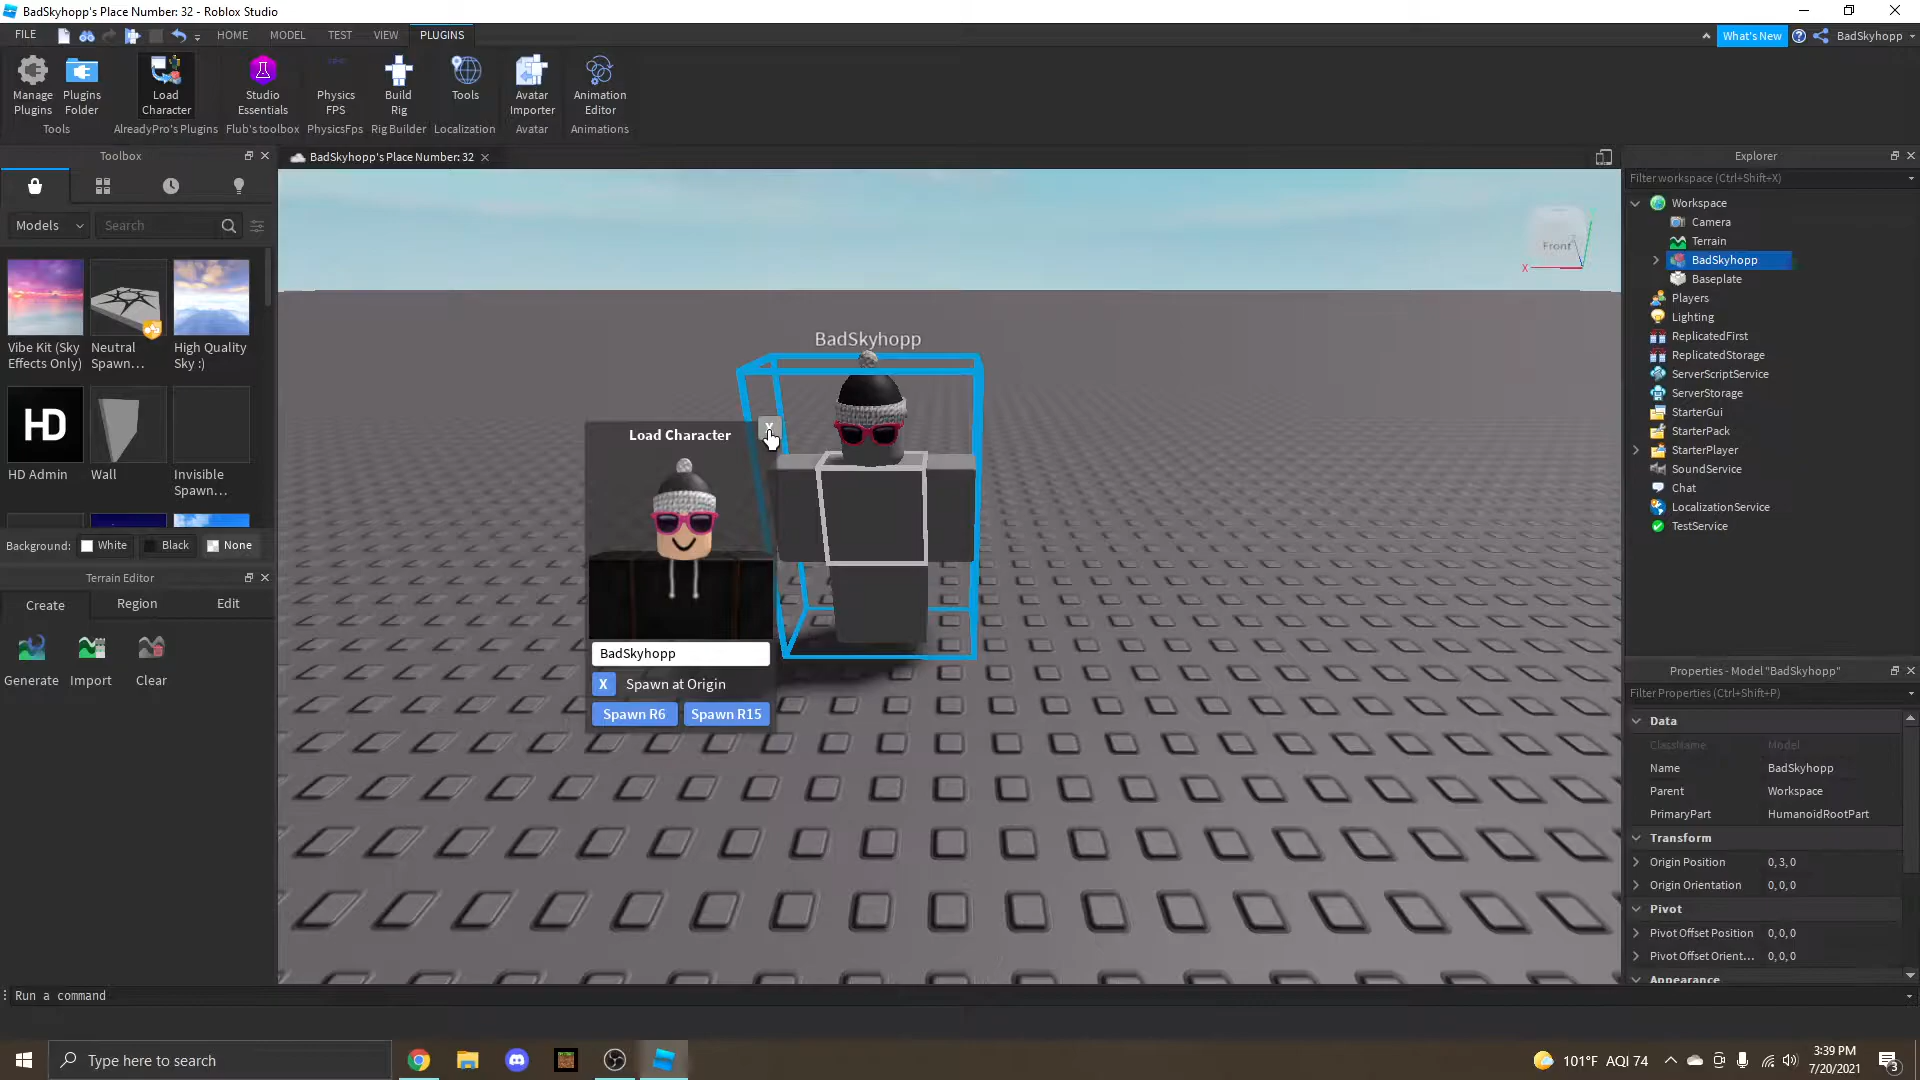 BadSkyhopp's Place Number: 32 - Roblox Studio
FILE HOME MODEL TEST VIEW PLUGINS What's New BadSkyhopp
Manage Plugins
Plugins Folder
Load Character
Studio Essentials
Physics FPS
Build Rig
Tools
Avatar Importer
Animation Editor
Tools AlreadyPro's Plugins Flub's toolbox PhysicsFps Rig Builder Localization Avatar Animations
Toolbox
BadSkyhopp's Place Number: 32
Models Search
Vibe Kit (Sky Effects Only)
Neutral Spawn...
High Quality Sky :)
HD
HD Admin
Wall
Invisible Spawn...
Background: White Black None
Terrain Editor
Create Region Edit
Generate Import Clear
Front
X
BadSkyhopp
Load Character
X
BadSkyhopp
X Spawn at Origin
Spawn R6 Spawn R15
Explorer
Filter workspace (Ctrl+Shift+X)
Workspace
Camera
Terrain
BadSkyhopp
Baseplate
Players
Lighting
ReplicatedFirst
ReplicatedStorage
ServerScriptService
ServerStorage
StarterGui
StarterPack
StarterPlayer
SoundService
Chat
LocalizationService
TestService
Properties - Model "BadSkyhopp"
Filter Properties (Ctrl+Shift+P)
Data
ClassName Model
Name BadSkyhopp
Parent Workspace
PrimaryPart HumanoidRootPart
Transform
Origin Position 0, 3, 0
Origin Orientation 0, 0, 0
Pivot
Pivot Offset Position 0, 0, 0
Pivot Offset Orient... 0, 0, 0
Appearance
Run a command
Type here to search
101°F AQI 74
3:39 PM
7/20/2021
3